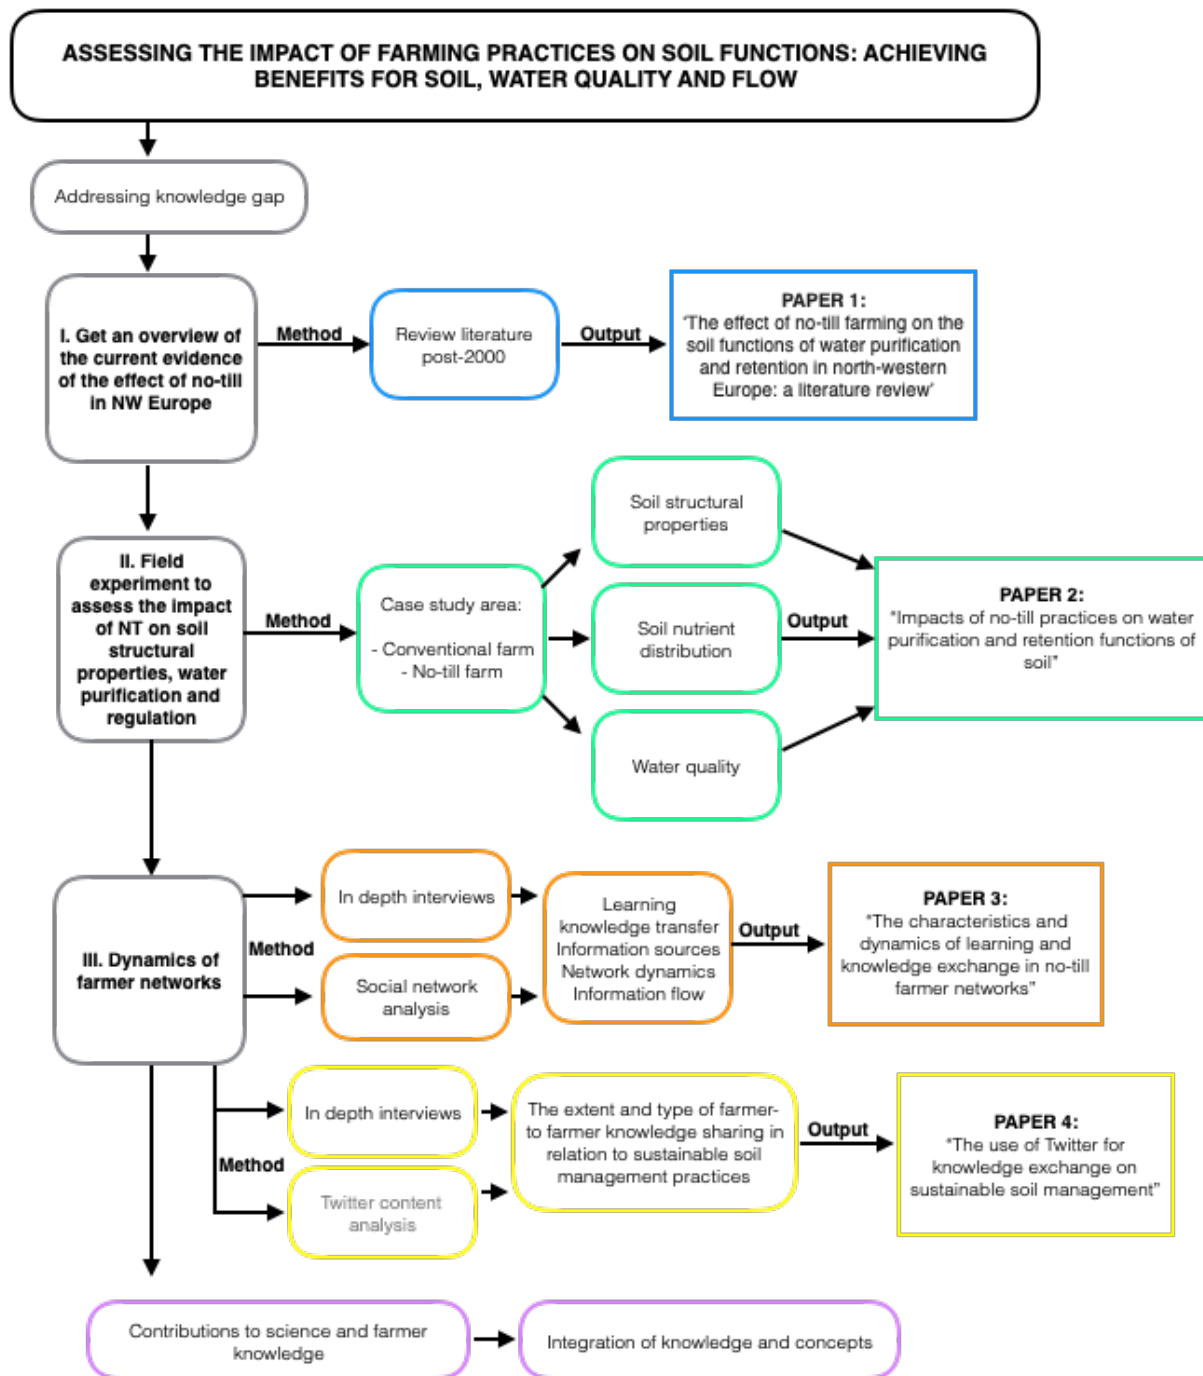 ASSESSING THE IMPACT OF FARMING PRACTICES ON SOIL FUNCTIONS: ACHIEVING
BENEFITS FOR SOIL, WATER QUALITY AND FLOW
Addressing knowledge gap
I. Get an overview of
the current evidence
of the effect of no-till
in NW Europe
Method
Review literature
post-2000
Output
PAPER 1:
'The effect of no-till farming on the
soil functions of water purification
and retention in north-western
Europe: a literature review'
II. Field
experiment to
assess the impact
of NT on soil
structural
properties, water
purification and
regulation
Method
Case study area:
- Conventional farm
- No-till farm
Soil structural
properties
Soil nutrient
distribution
Water quality
Output
PAPER 2:
"Impacts of no-till practices on water
purification and retention functions of
soil"
III. Dynamics of
farmer networks
Method
In depth interviews
Social network
analysis
Learning
knowledge transfer
Information sources
Network dynamics
Information flow
Output
PAPER 3:
"The characteristics and
dynamics of learning and
knowledge exchange in no-till
farmer networks"
Method
In depth interviews
Twitter content
analysis
The extent and type of farmer-
to farmer knowledge sharing in
relation to sustainable soil
management practices
Output
PAPER 4:
"The use of Twitter for
knowledge exchange on
sustainable soil management"
Contributions to science and farmer
knowledge
Integration of knowledge and concepts